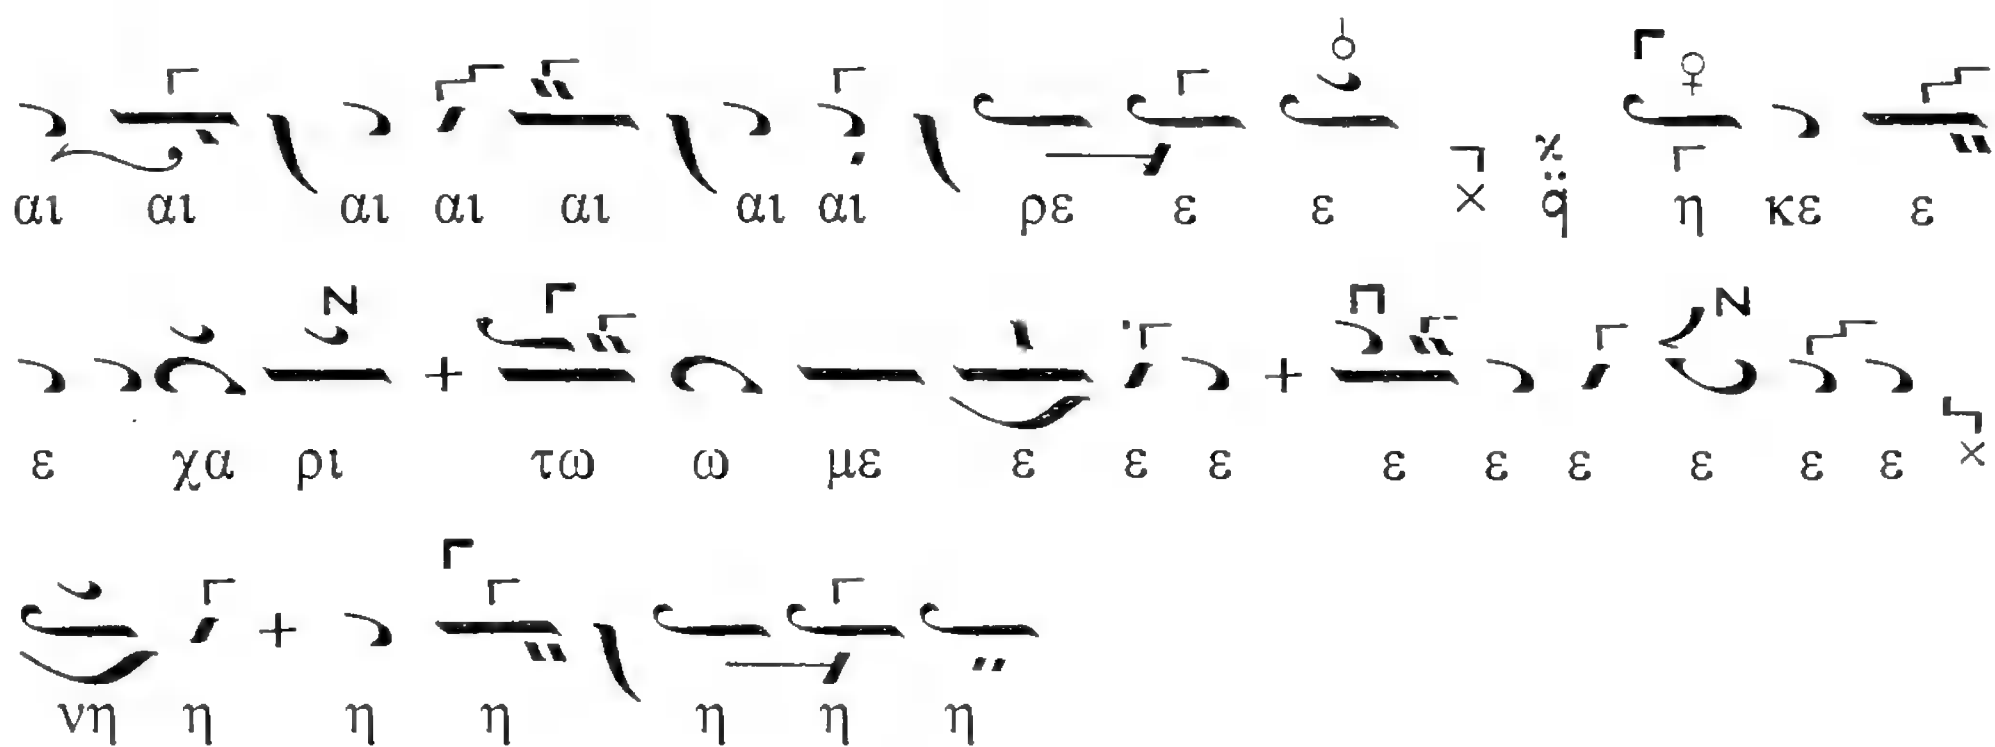 αι αι αι αι αι αι αι ρε ε ε η κε ε
ε χα ρι τω ω με ε ε ε ε ε ε ε ε ε
νη η η η η η η